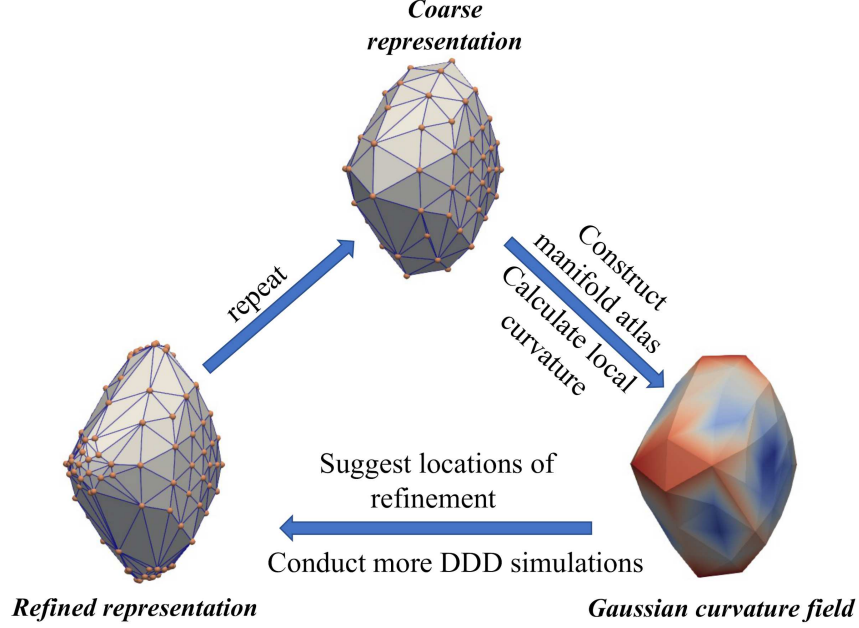 Coarse
representation
Construct
manifold atlas
Calculate local
curvature
repeat
Suggest locations of
refinement
Conduct more DDD simulations
Refined representation
Gaussian curvature field